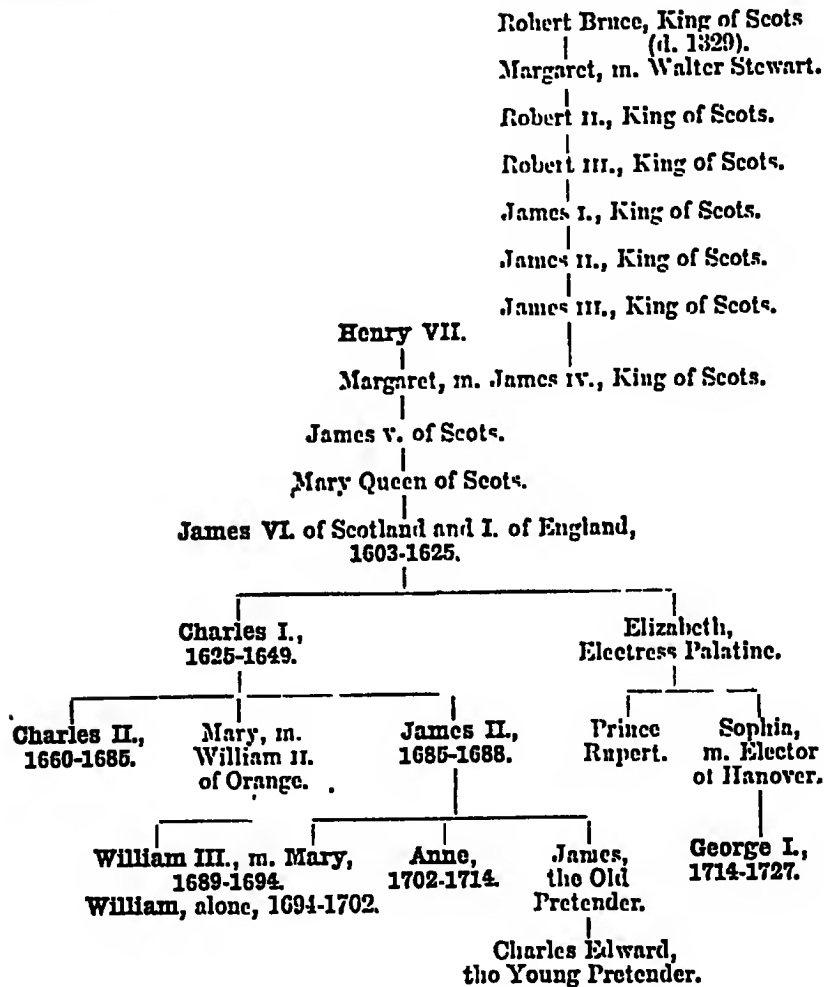 Robert Bruce, King of Scots
(d. 1329).
Margaret, m. Walter Stewart.
Robert II., King of Scots.
Robert III., King of Scots.
James I., King of Scots.
James II., King of Scots.
James III., King of Scots.
Henry VII.
Margaret, m. James IV., King of Scots.
James V. of Scots.
Mary Queen of Scots.
James VI. of Scotland and I. of England,
1603-1625.
Charles I.,
1625-1649.
Elizabeth,
Electress Palatine.
Charles II.,
1660-1685.
Mary, m.
William II.
of Orange.
James II.,
1685-1688.
Prince
Rupert.
Sophia,
m. Elector
of Hanover.
William III., m. Mary,
1689-1694.
William, alone, 1694-1702.
Anne,
1702-1714.
James,
the Old
Pretender.
George I.,
1714-1727.
Charles Edward,
the Young Pretender.